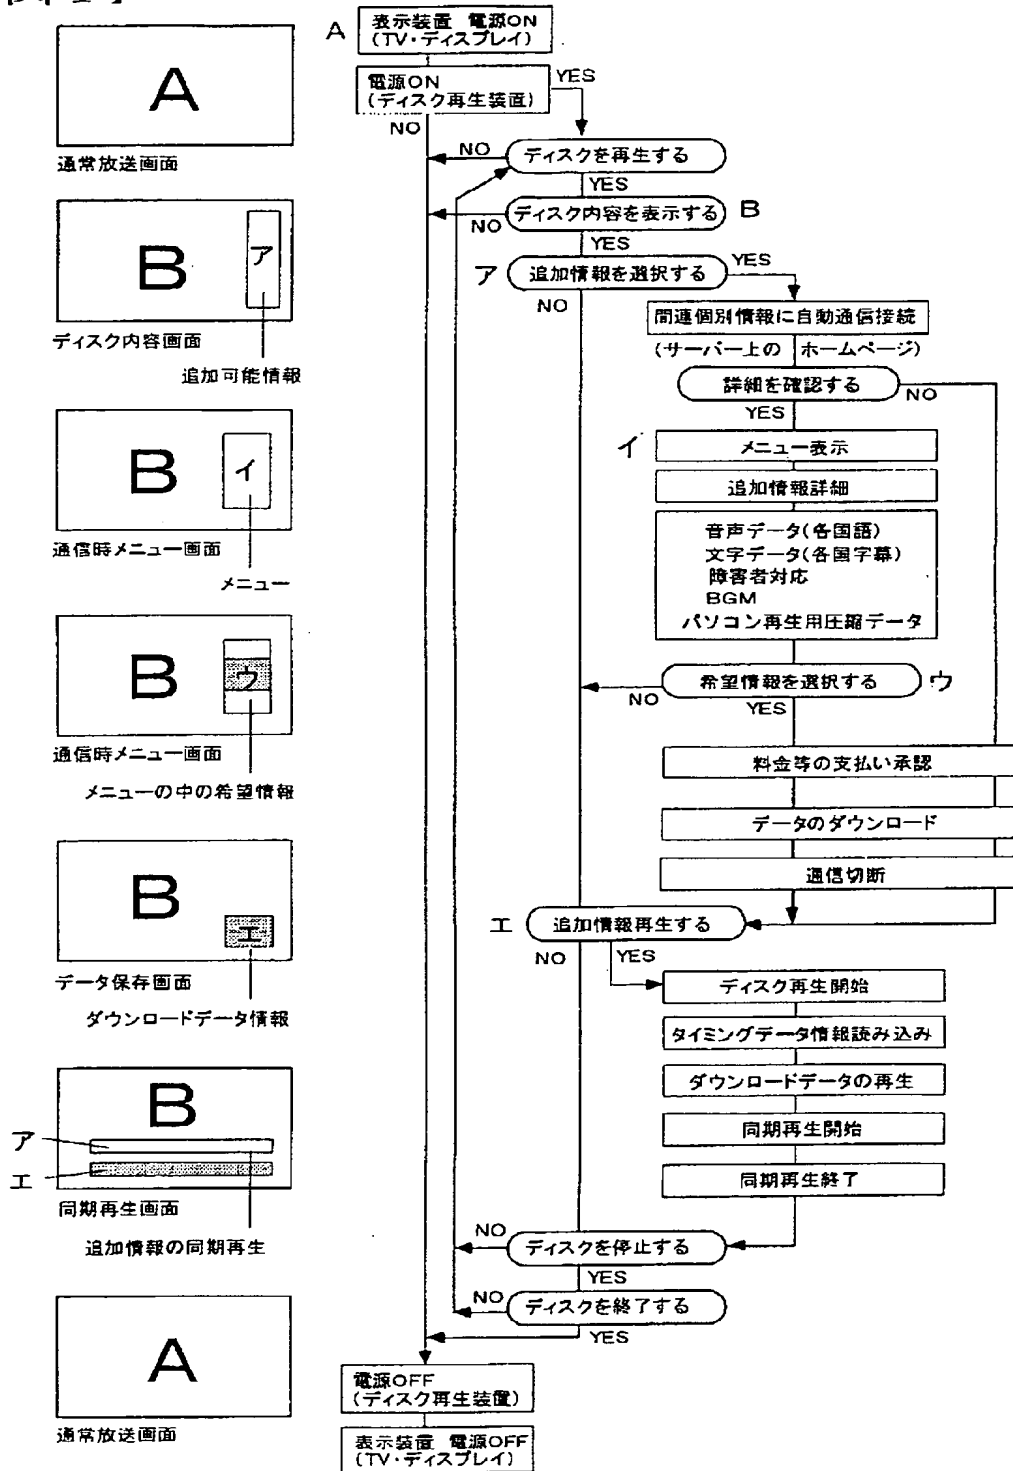 A
通常放送画面
B
ア
ディスク内容画面
追加可能情報
B
イ
通信時メニュー画面
メニュー
B
ウ
通信時メニュー画面
メニューの中の希望情報
B
エ
データ保存画面
ダウンロードデータ情報
B
ア
エ
同期再生画面
追加情報の同期再生
A
通常放送画面
A
表示装置 電源ON
(TV・ディスプレイ)
電源ON
(ディスク再生装置)
YES
NO
ディスクを再生する
NO
YES
ディスク内容を表示する
B
NO
YES
ア
追加情報を選択する
YES
NO
関連個別情報に自動通信接続
(サーバー上の ホームページ)
詳細を確認する
NO
YES
イ
メニュー表示
追加情報詳細
音声データ(各国語)
文字データ(各国字幕)
障害者対応
BGM
パソコン再生用圧縮データ
希望情報を選択する
ウ
NO
YES
料金等の支払い承認
データのダウンロード
通信切断
エ
追加情報再生する
NO
YES
ディスク再生開始
タイミングデータ情報読み込み
ダウンロードデータの再生
同期再生開始
同期再生終了
NO
ディスクを停止する
YES
NO
ディスクを終了する
YES
電源OFF
(ディスク再生装置)
表示装置 電源OFF
(TV・ディスプレイ)